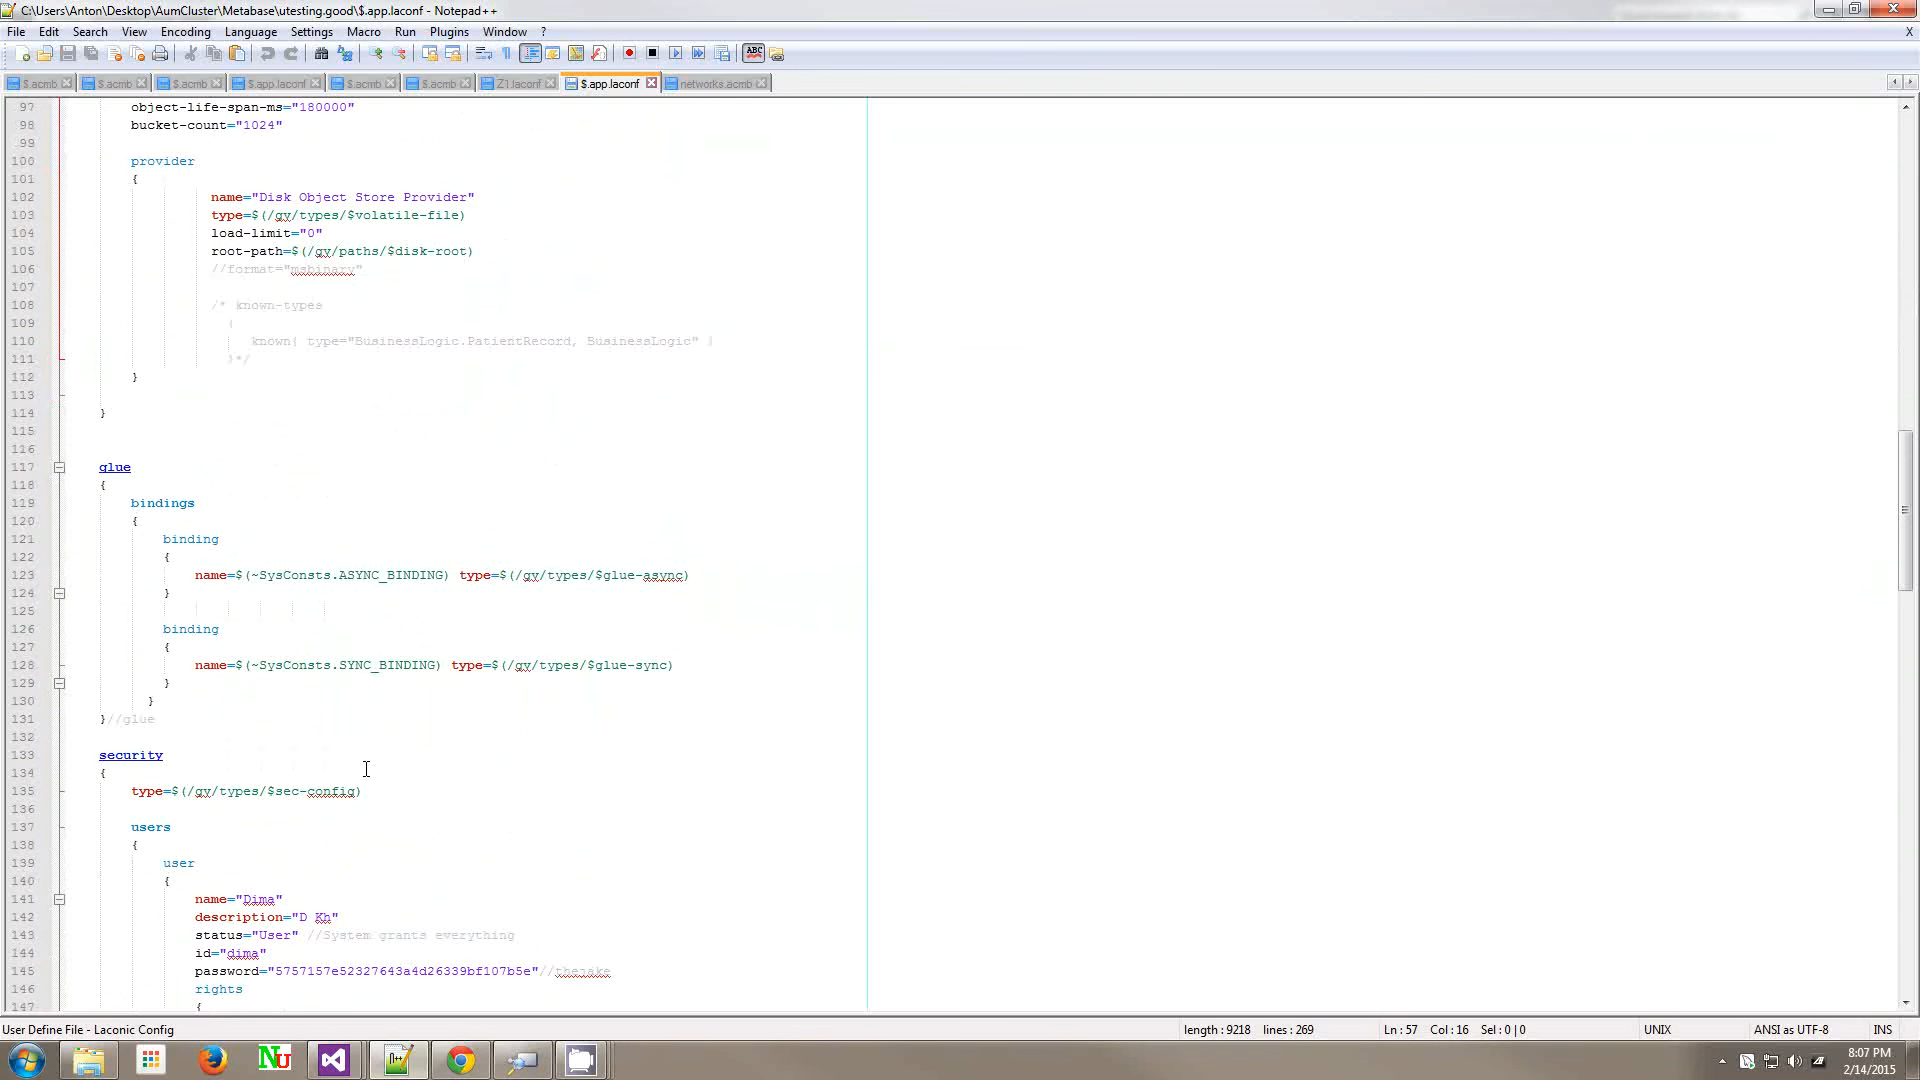 C:\Users\Anton\Desktop\AumCluster\Metabase\utesting.good\$.app.laconf - Notepad++
File Edit Search View Encoding Language Settings Macro Run Plugins Window ? X
ABC
$.acmb $.acmb $.acmb $.app.laconf $.acmb $.acmb Z1.laconf $.app.laconf networks.acmb
97 object-life-span-ms="180000"
98 bucket-count="1024"
99
100 provider
101 {
102 name="Disk Object Store Provider"
103 type=$(/gv/types/$volatile-file)
104 load-limit="0"
105 root-path=$(/gv/paths/$disk-root)
106 //format="msbinary"
107
108 /* known-types
109 {
110 known{ type="BusinessLogic.PatientRecord, BusinessLogic" }
111 }*/
112 }
113
114 }
115
116
117 glue
118 {
119 bindings
120 {
121 binding
122 {
123 name=$(~SysConsts.ASYNC_BINDING) type=$(/gv/types/$glue-async)
124 }
125
126 binding
127 {
128 name=$(~SysConsts.SYNC_BINDING) type=$(/gv/types/$glue-sync)
129 }
130 }
131 }//glue
132
133 security
134 {
135 type=$(/gv/types/$sec-config)
136
137 users
138 {
139 user
140 {
141 name="Dima"
142 description="D Kh"
143 status="User" //System grants everything
144 id="dima"
145 password="5757157e52327643a4d26339bf107b5e"//thejake
146 rights
147 {
User Define File - Laconic Config length : 9218 lines : 269 Ln : 57 Col : 16 Sel : 0 | 0 UNIX ANSI as UTF-8 INS
Nu
n++
8:07 PM
2/14/2015